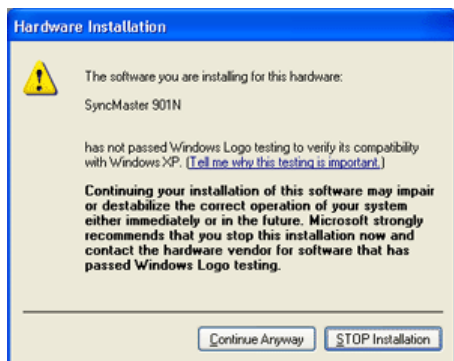 Hardware Installation
The software you are installing for this hardware:
SyncMaster 901N
has not passed Windows Logo testing to verify its compatibility
with Windows XP. (Tell me why this testing is important.)
Continuing your installation of this software may impair
or destabilize the correct operation of your system
either immediately or in the future. Microsoft strongly
recommends that you stop this installation now and
contact the hardware vendor for software that has
passed Windows Logo testing.
Continue Anyway
STOP Installation